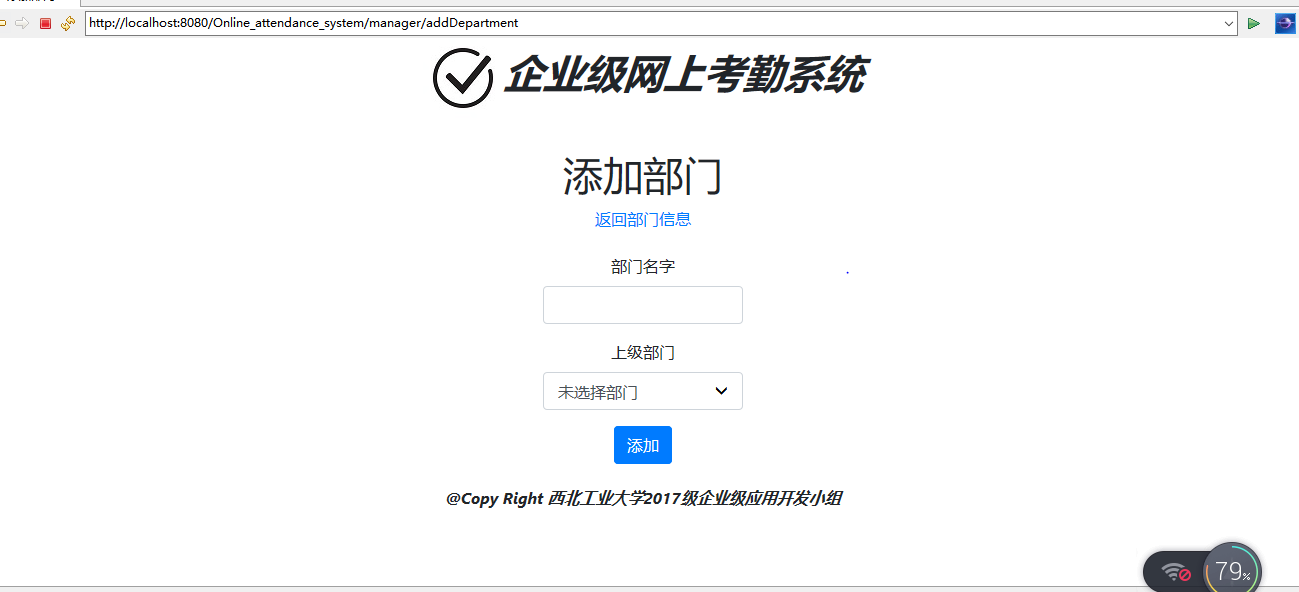 http://localhost:8080/Online_attendance_system/manager/addDepartment
企业级网上考勤系统
添加部门
返回部门信息
部门名字
上级部门
未选择部门
添加
@Copy Right 西北工业大学2017级企业级应用开发小组
79%